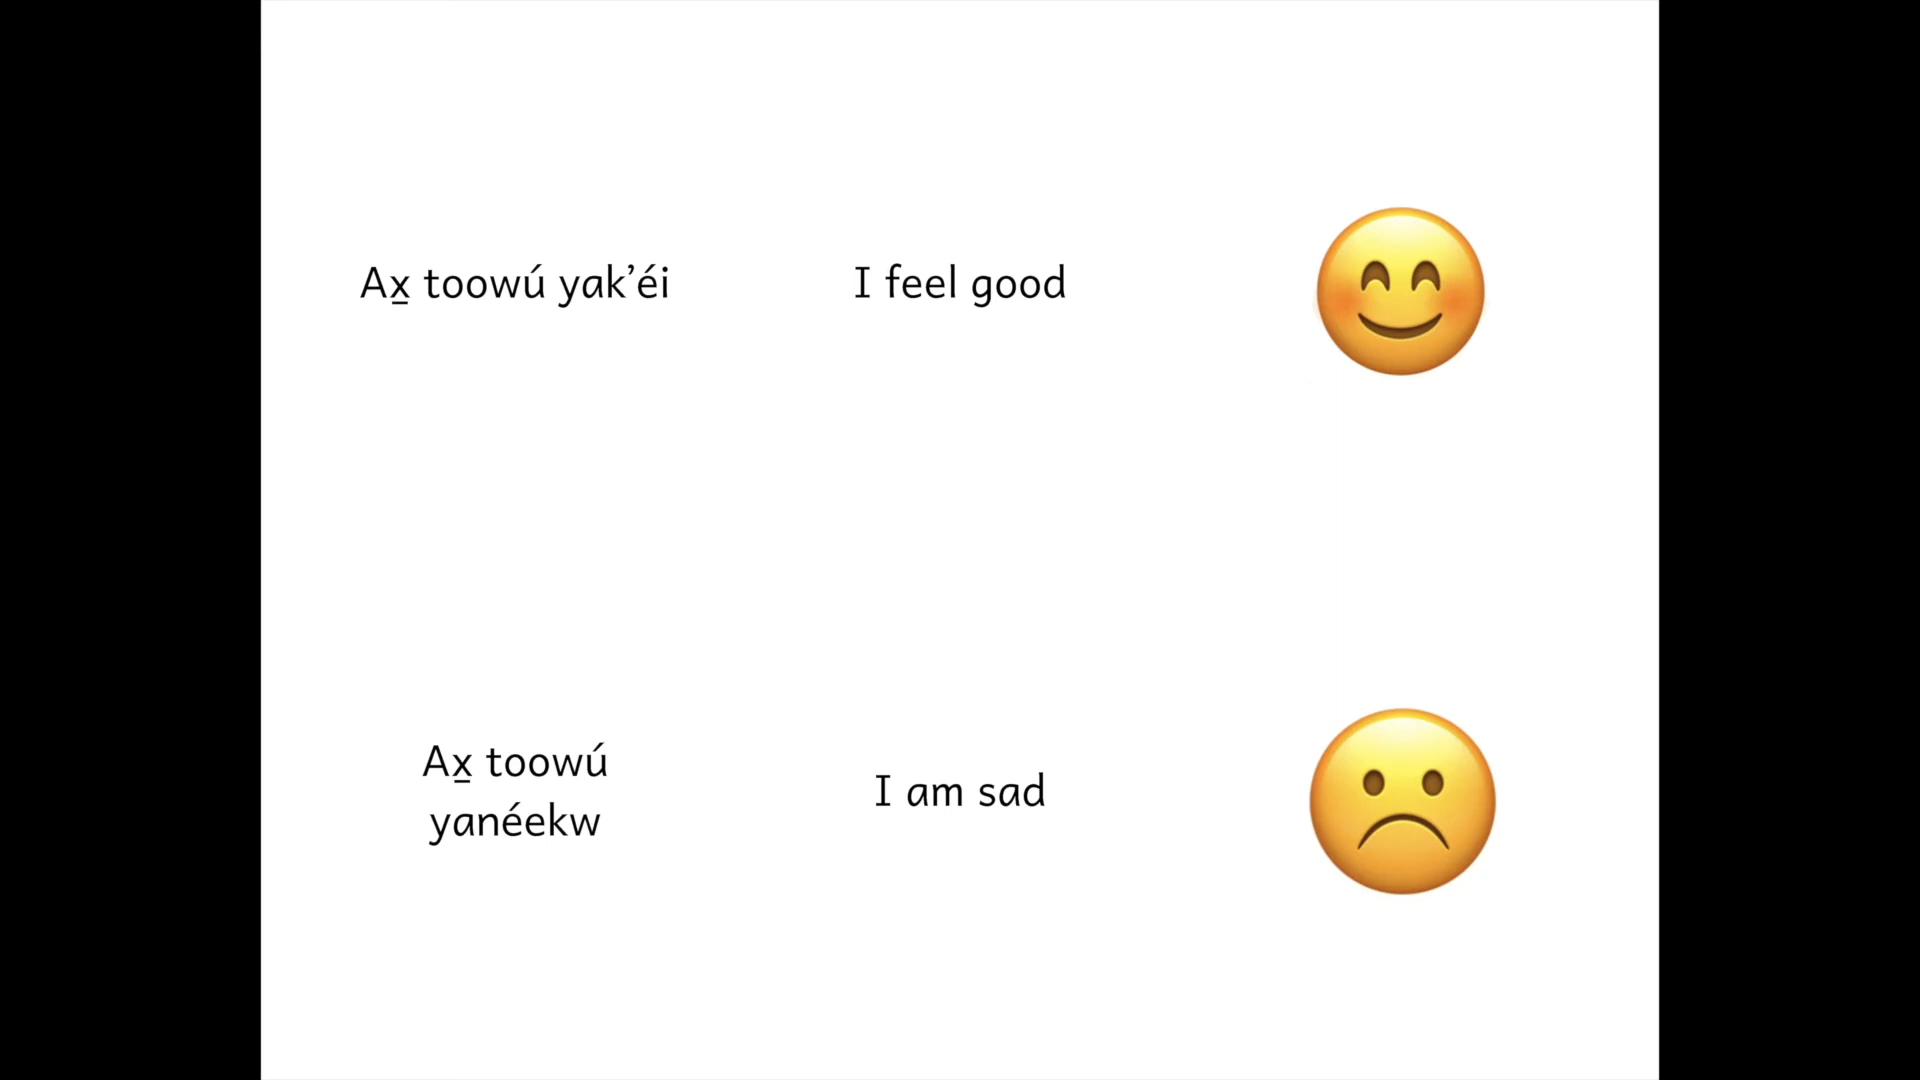 Ax̱ toowú yak’éi
I feel good
Ax̱ toowú
yanéekw
I am sad